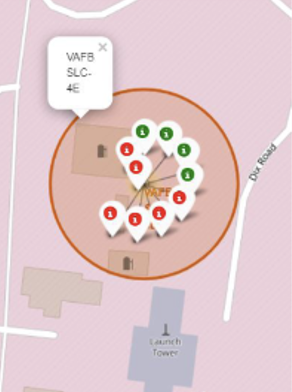 VAFB
SLC-
4E
Dix Road
Launch
Tower